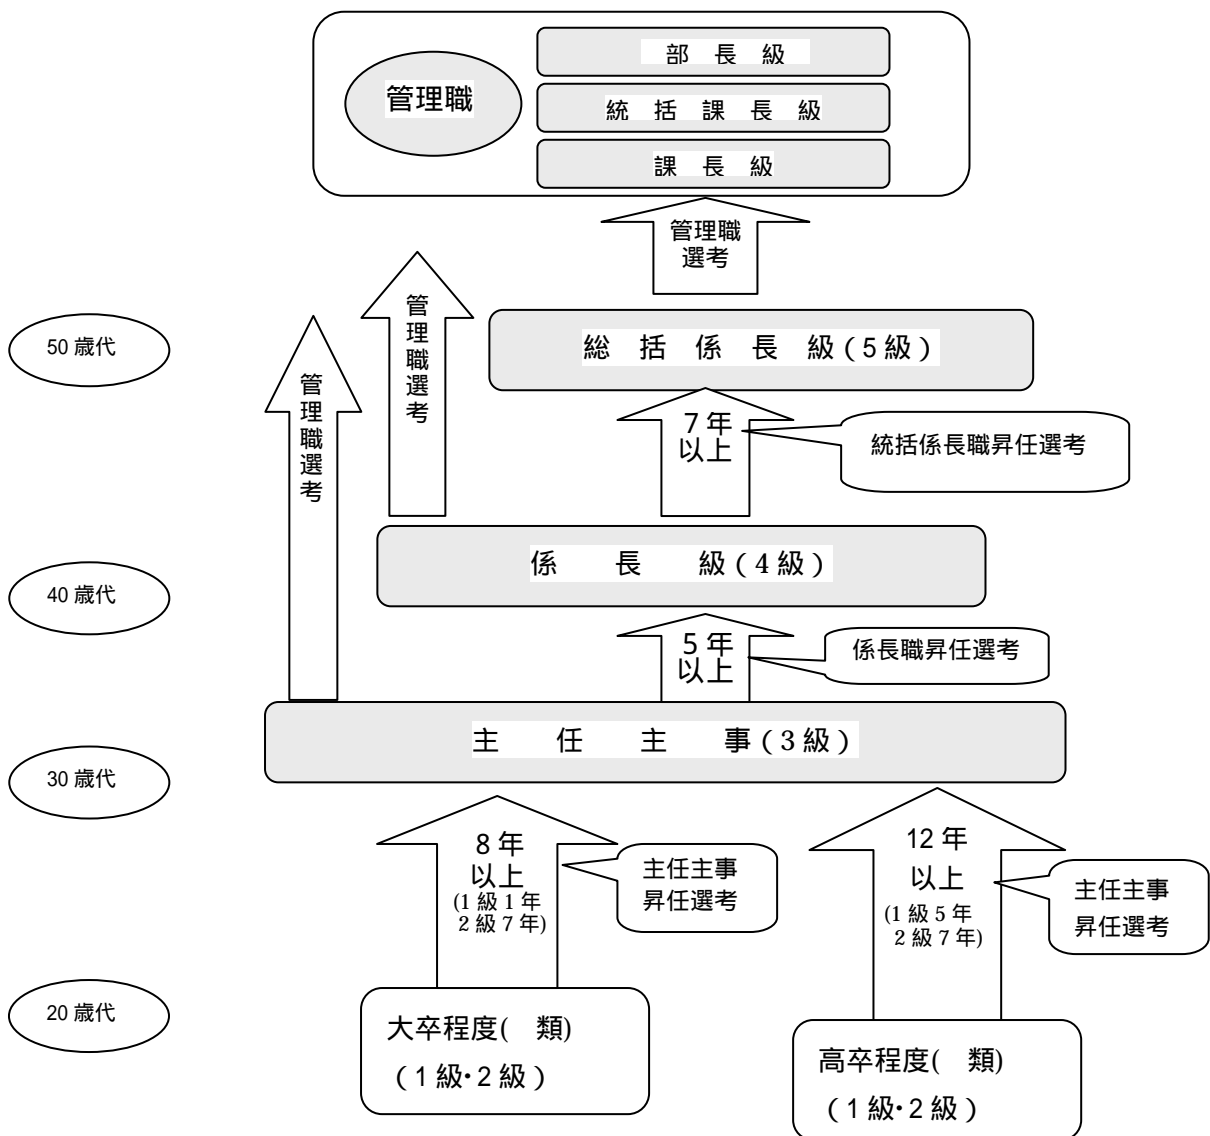 部 長 級
管理職
統 括 課 長 級
課 長 級
管理職
選考
管理職選考
管理職選考
50 歳代
総 括 係 長 級(5 級)
7 年
以上
統括係長職昇任選考
40 歳代
係 長 級(4 級)
5 年
以上
係長職昇任選考
30 歳代
主 任 主 事(3 級)
8 年
以上
(1 級 1 年
2 級 7 年)
主任主事
昇任選考
12 年
以上
(1 級 5 年
2 級 7 年)
主任主事
昇任選考
20 歳代
大卒程度( 類)
(1 級・2 級)
高卒程度( 類)
(1 級・2 級)